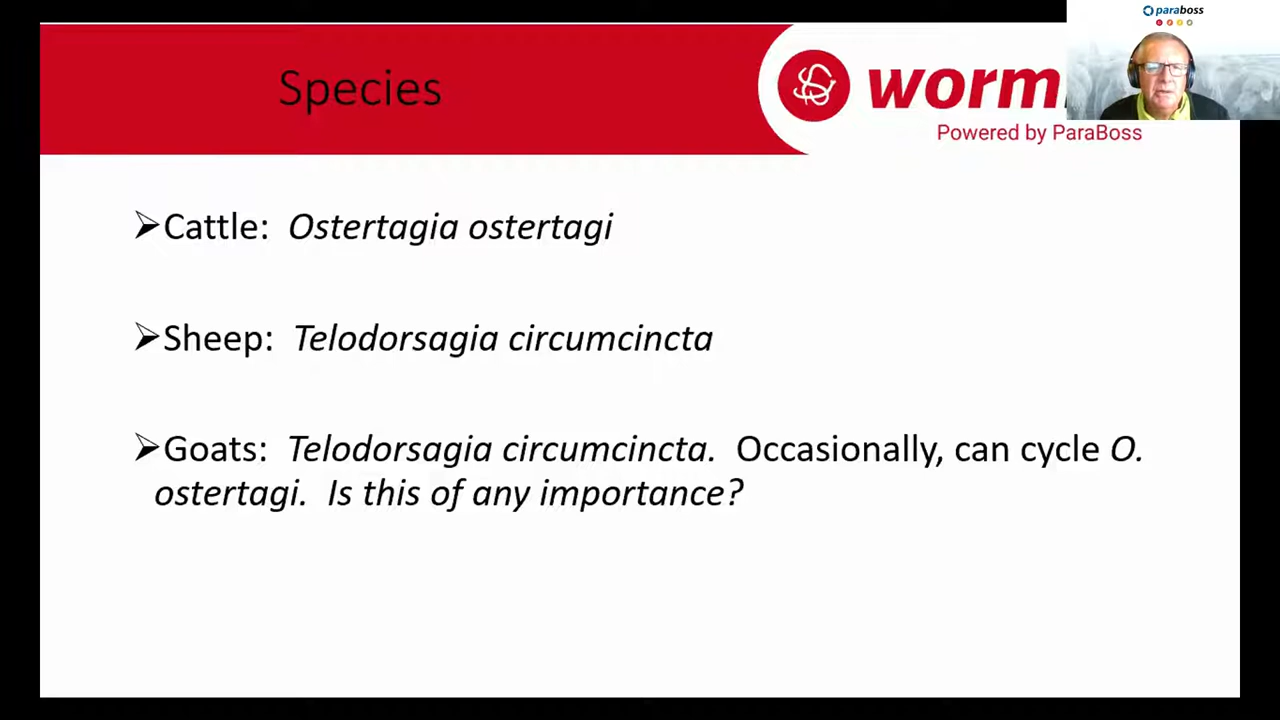 paraboss
Species
worm
Powered by ParaBoss
➢Cattle: Ostertagia ostertagi
➢Sheep: Telodorsagia circumcincta
➢Goats: Telodorsagia circumcincta. Occasionally, can cycle O.
ostertagi. Is this of any importance?